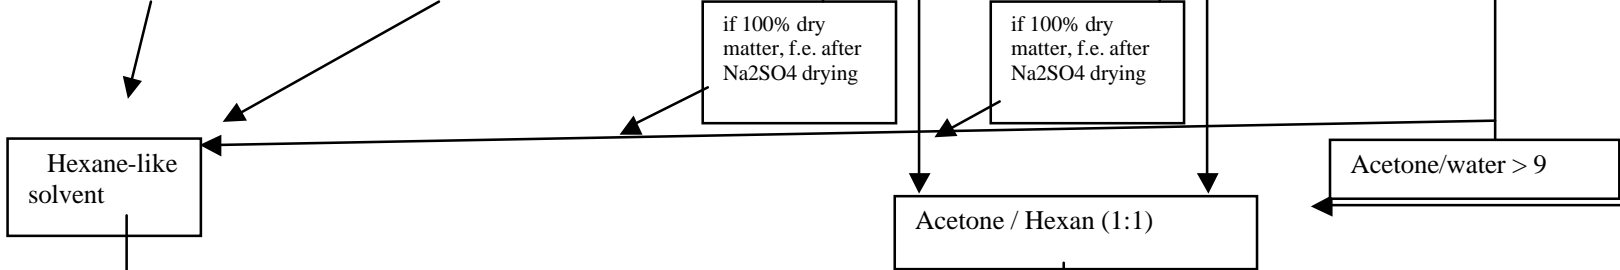 if 100% dry
matter, f.e. after
Na2SO4 drying
if 100% dry
matter, f.e. after
Na2SO4 drying
Hexane-like
solvent
Acetone/water > 9
Acetone / Hexan (1:1)